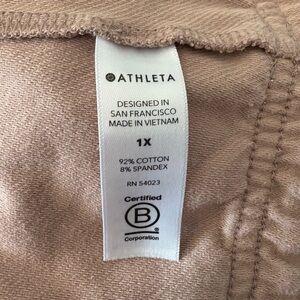 ATHLETA
DESIGNED IN
SAN FRANCISCO
MADE IN VIETNAM
1X
92% COTTON
8% SPANDEX
RN 54023
Certified
B
Corporation